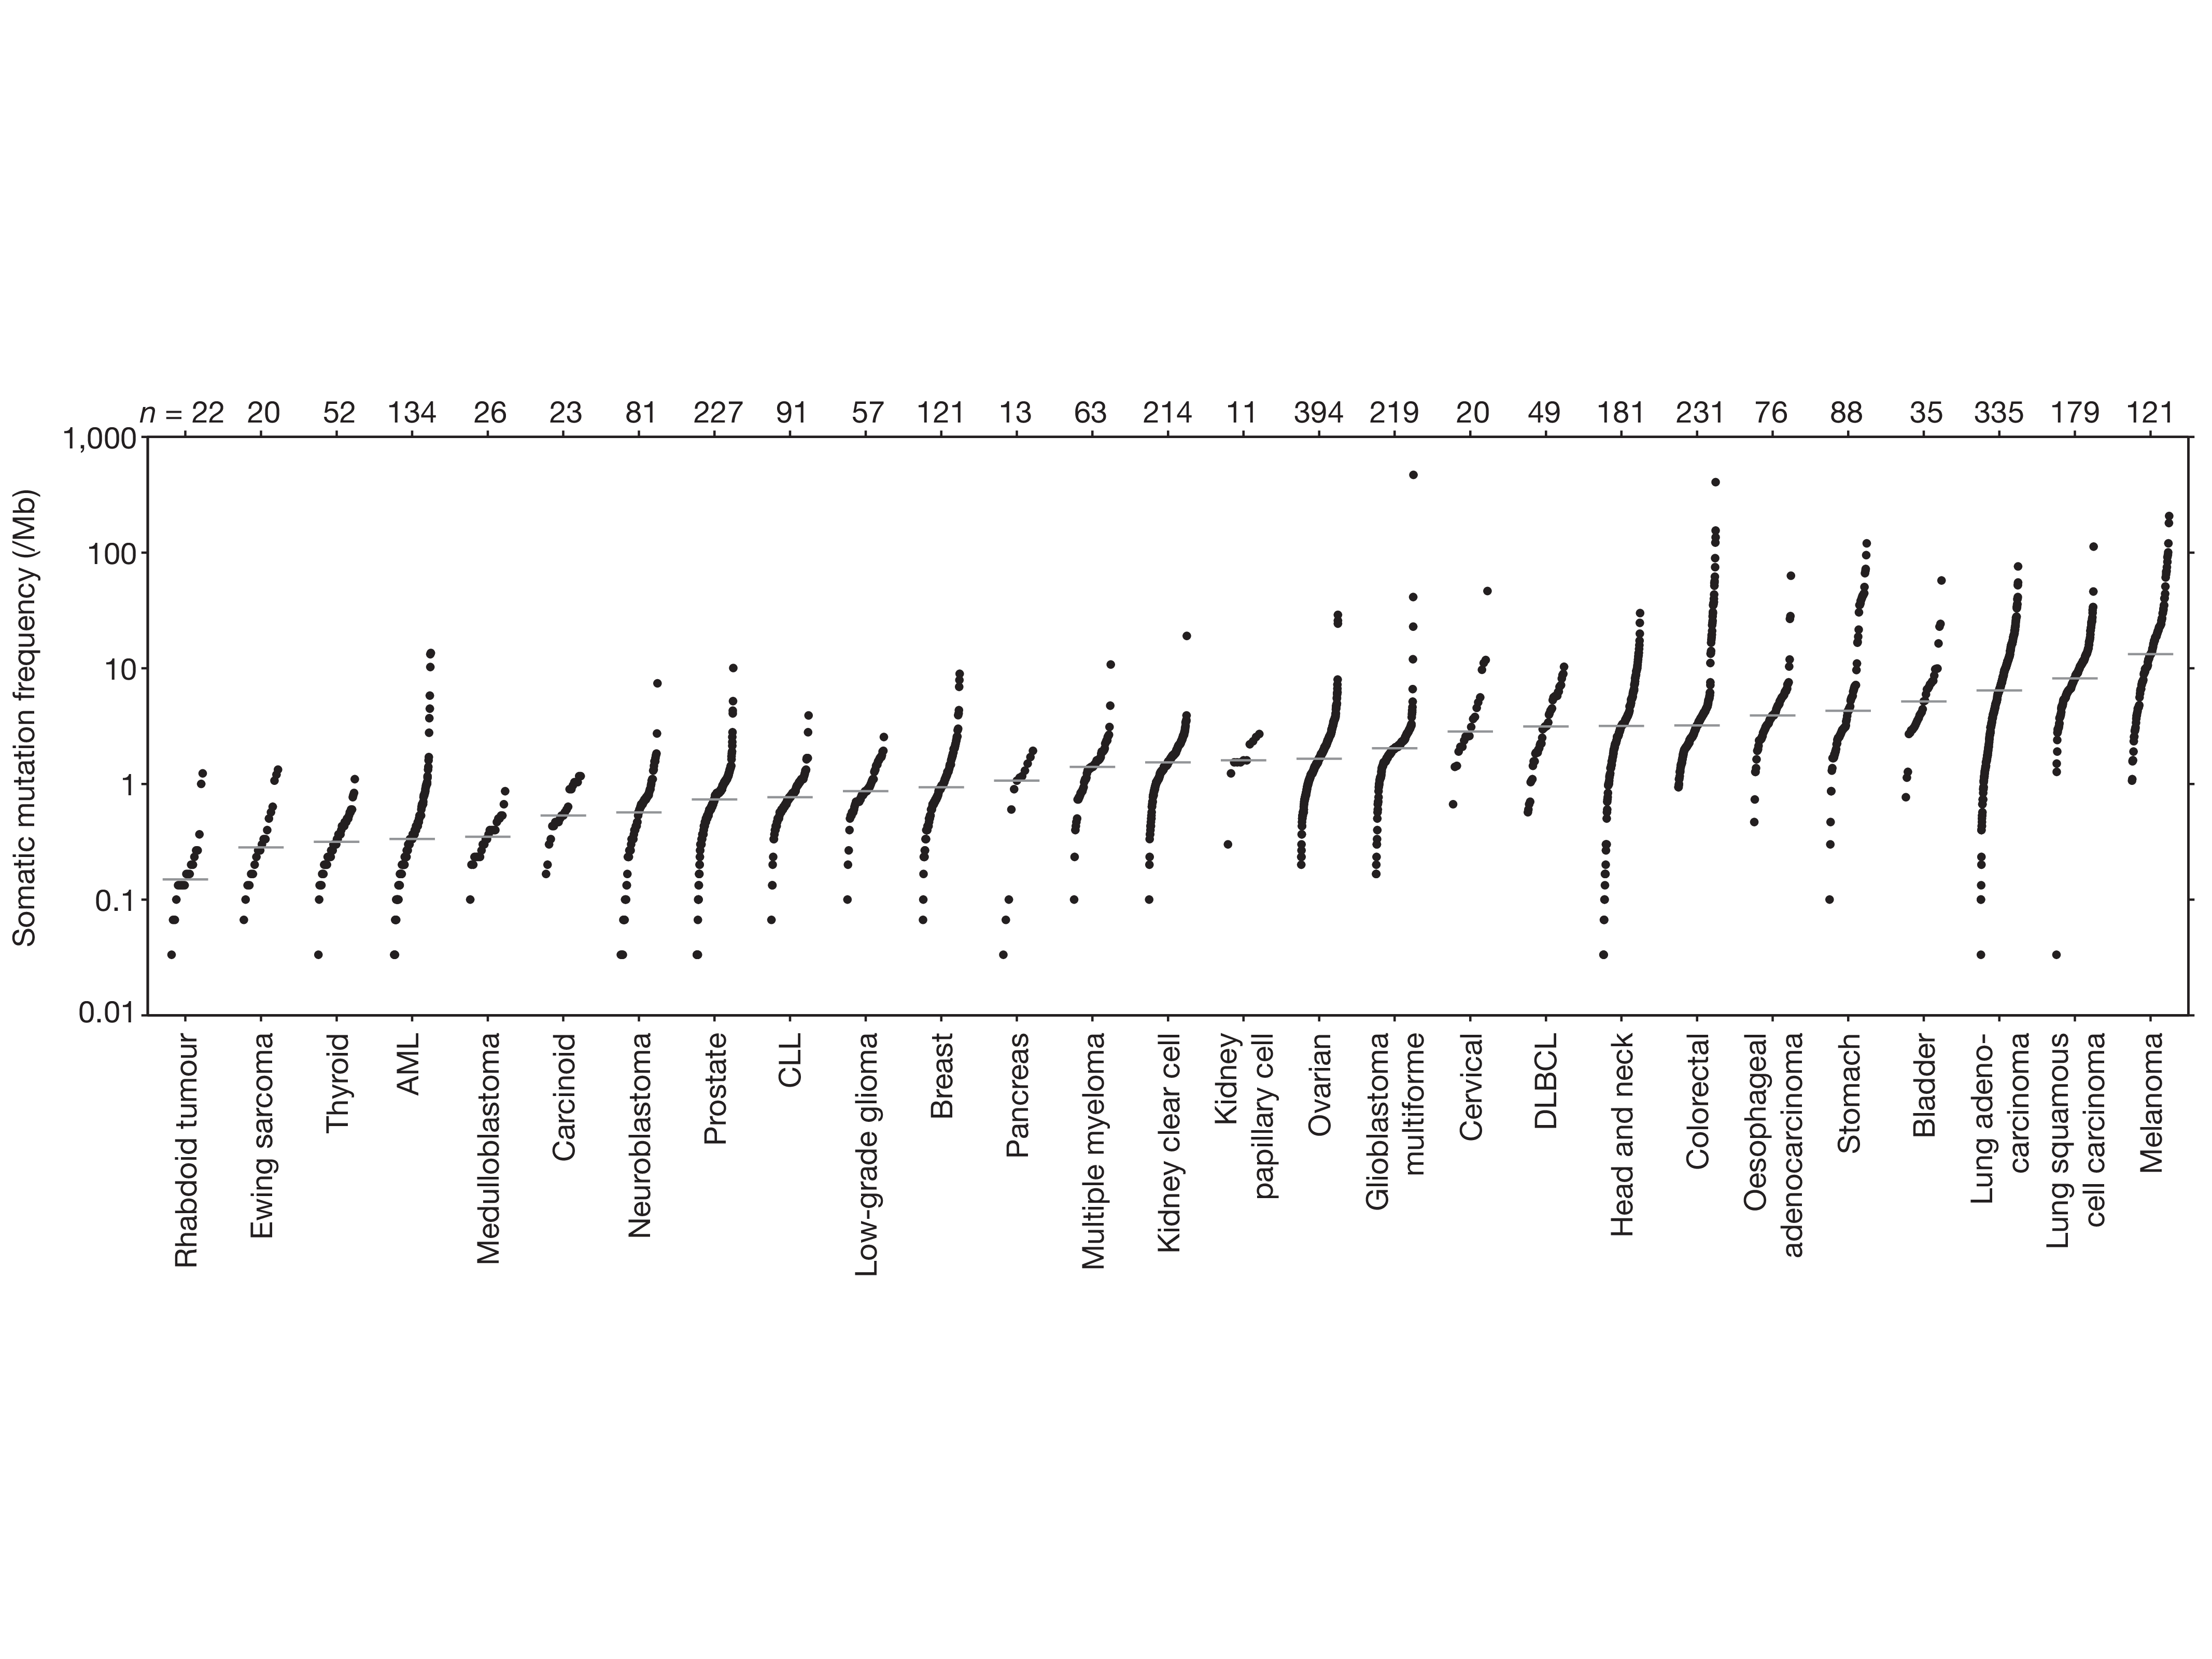 n = 22 20 52 134 26 23 81 227 91 57 121 13 63 214 11 394 219 20 49 181 231 76 88 35 335 179 121
1,000
100
10
1
0.1
0.01
Somatic mutation frequency (/Mb)
Rhabdoid tumour
Ewing sarcoma
Thyroid
AML
Medulloblastoma
Carcinoid
Neuroblastoma
Prostate
CLL
Low-grade glioma
Breast
Pancreas
Multiple myeloma
Kidney clear cell
Kidney
papillary cell
Ovarian
Glioblastoma
multiforme
Cervical
DLBCL
Head and neck
Colorectal
Oesophageal
adenocarcinoma
Stomach
Bladder
Lung adeno-
carcinoma
Lung squamous
cell carcinoma
Melanoma